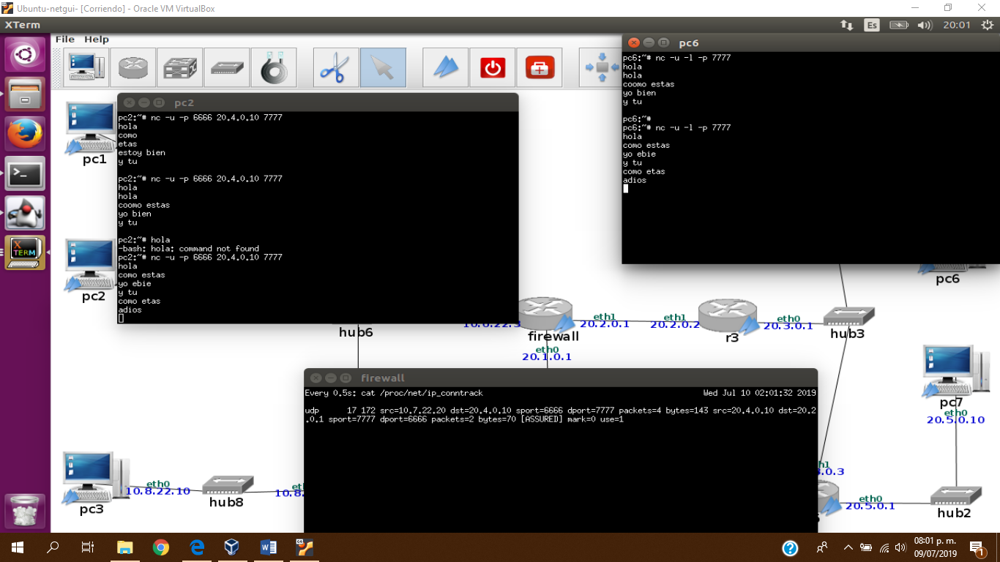 Ubuntu-netgui- [Corriendo] - Oracle VM VirtualBox
XTerm
Es
20:01
File Help
pc6
pc6:~# nc -u -l -p 7777
hola
hola
coomo estas
yo bien
y tu
pc6:~#
pc6:~# nc -u -l -p 7777
hola
como estas
yo ebie
y tu
como etas
adios
pc2
pc2:~# nc -u -p 6666 20.4.0.10 7777
hola
como
etas
estoy bien
y tu
pc2:~# nc -u -p 6666 20.4.0.10 7777
hola
hola
coomo estas
yo bien
y tu
pc2:~# hola
-bash: hola: command not found
pc2:~# nc -u -p 6666 20.4.0.10 7777
hola
como estas
yo ebie
y tu
como etas
adios
X TERM
pc1
pc2
pc6
hub6
firewall
eth0
20.1.0.1
eth1
20.2.0.1
eth1
20.2.0.2
r3
eth0
20.3.0.1
hub3
pc7
eth0
20.5.0.10
firewall
Every 0.5s: cat /proc/net/ip_conntrack
Wed Jul 10 02:01:32 2019
udp 17 172 src=10.7.22.20 dst=20.4.0.10 sport=6666 dport=7777 packets=4 bytes=143 src=20.4.0.10 dst=20.2
.0.1 sport=7777 dport=6666 packets=2 bytes=70 [ASSURED] mark=0 use=1
pc3
eth0
10.8.22.10
hub8
10.8.
eth0
20.5.0.1
hub2
08:01 p. m.
09/07/2019
1